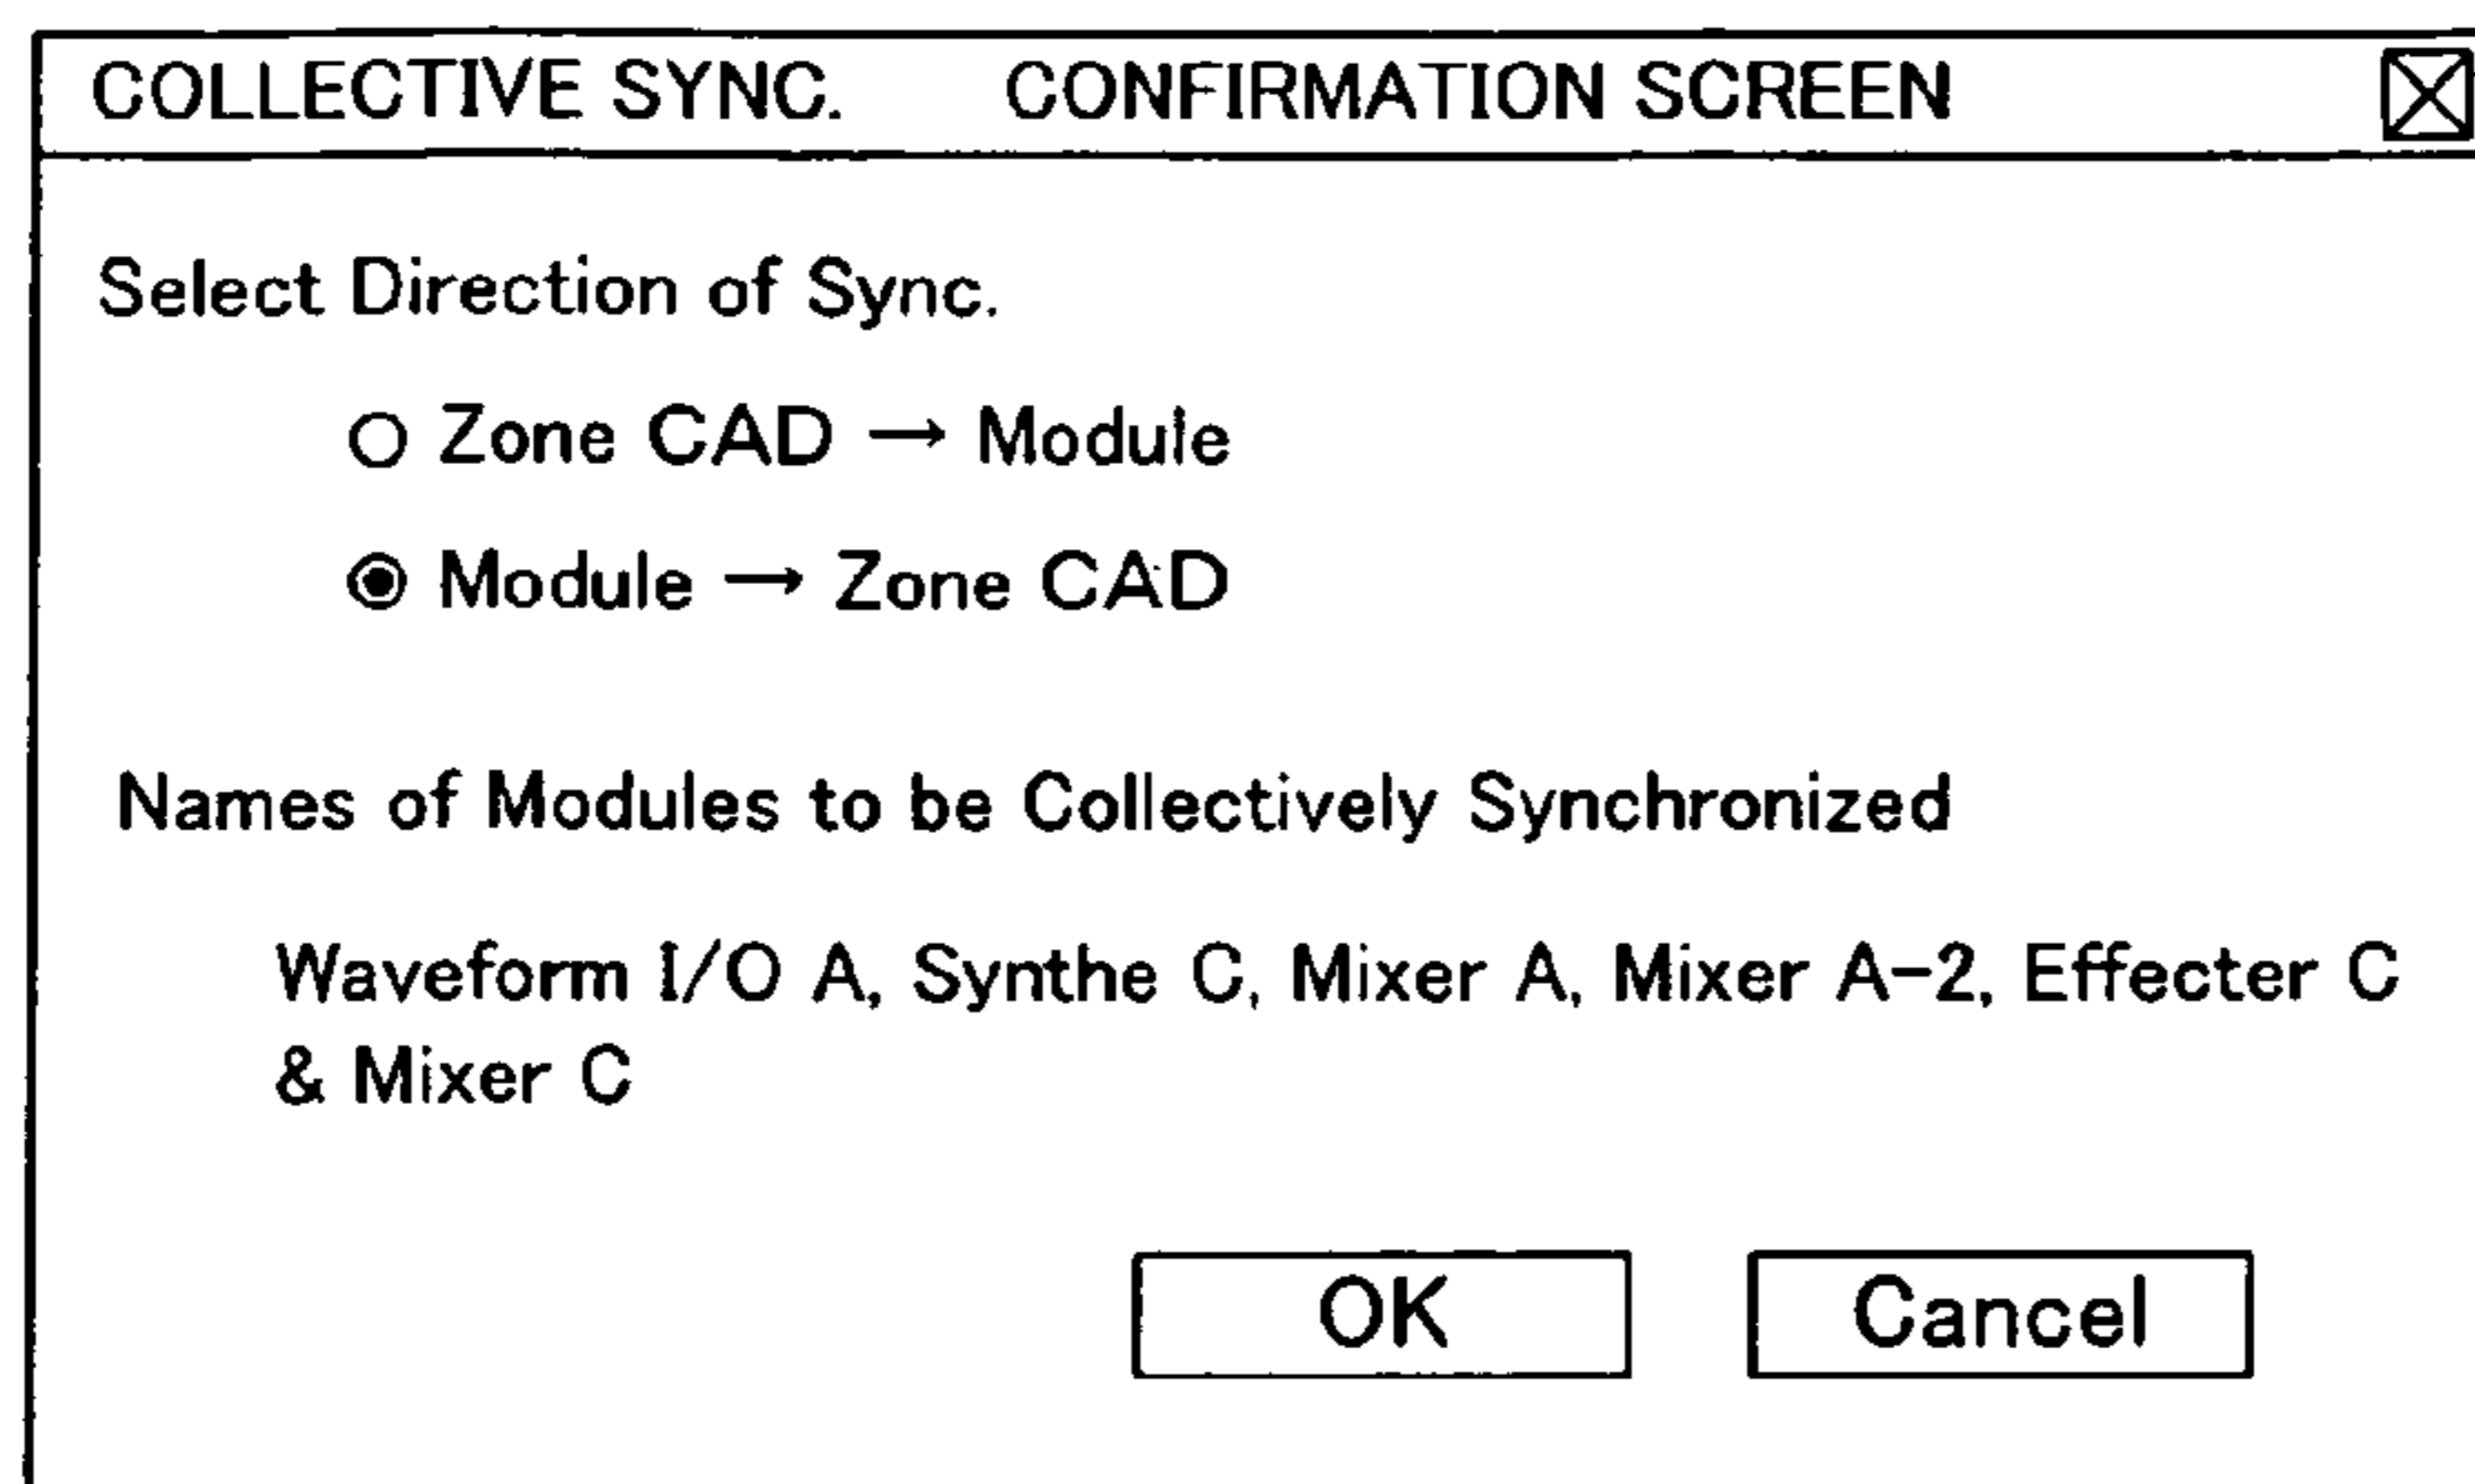 COLLECTIVE SYNC. CONFIRMATION SCREEN
Select Direction of Sync.
Zone CAD → Module
Module → Zone CAD
Names of Modules to be Collectively Synchronized
Waveform I/O A, Synthe C, Mixer A, Mixer A-2, Effecter C
& Mixer C
OK Cancel